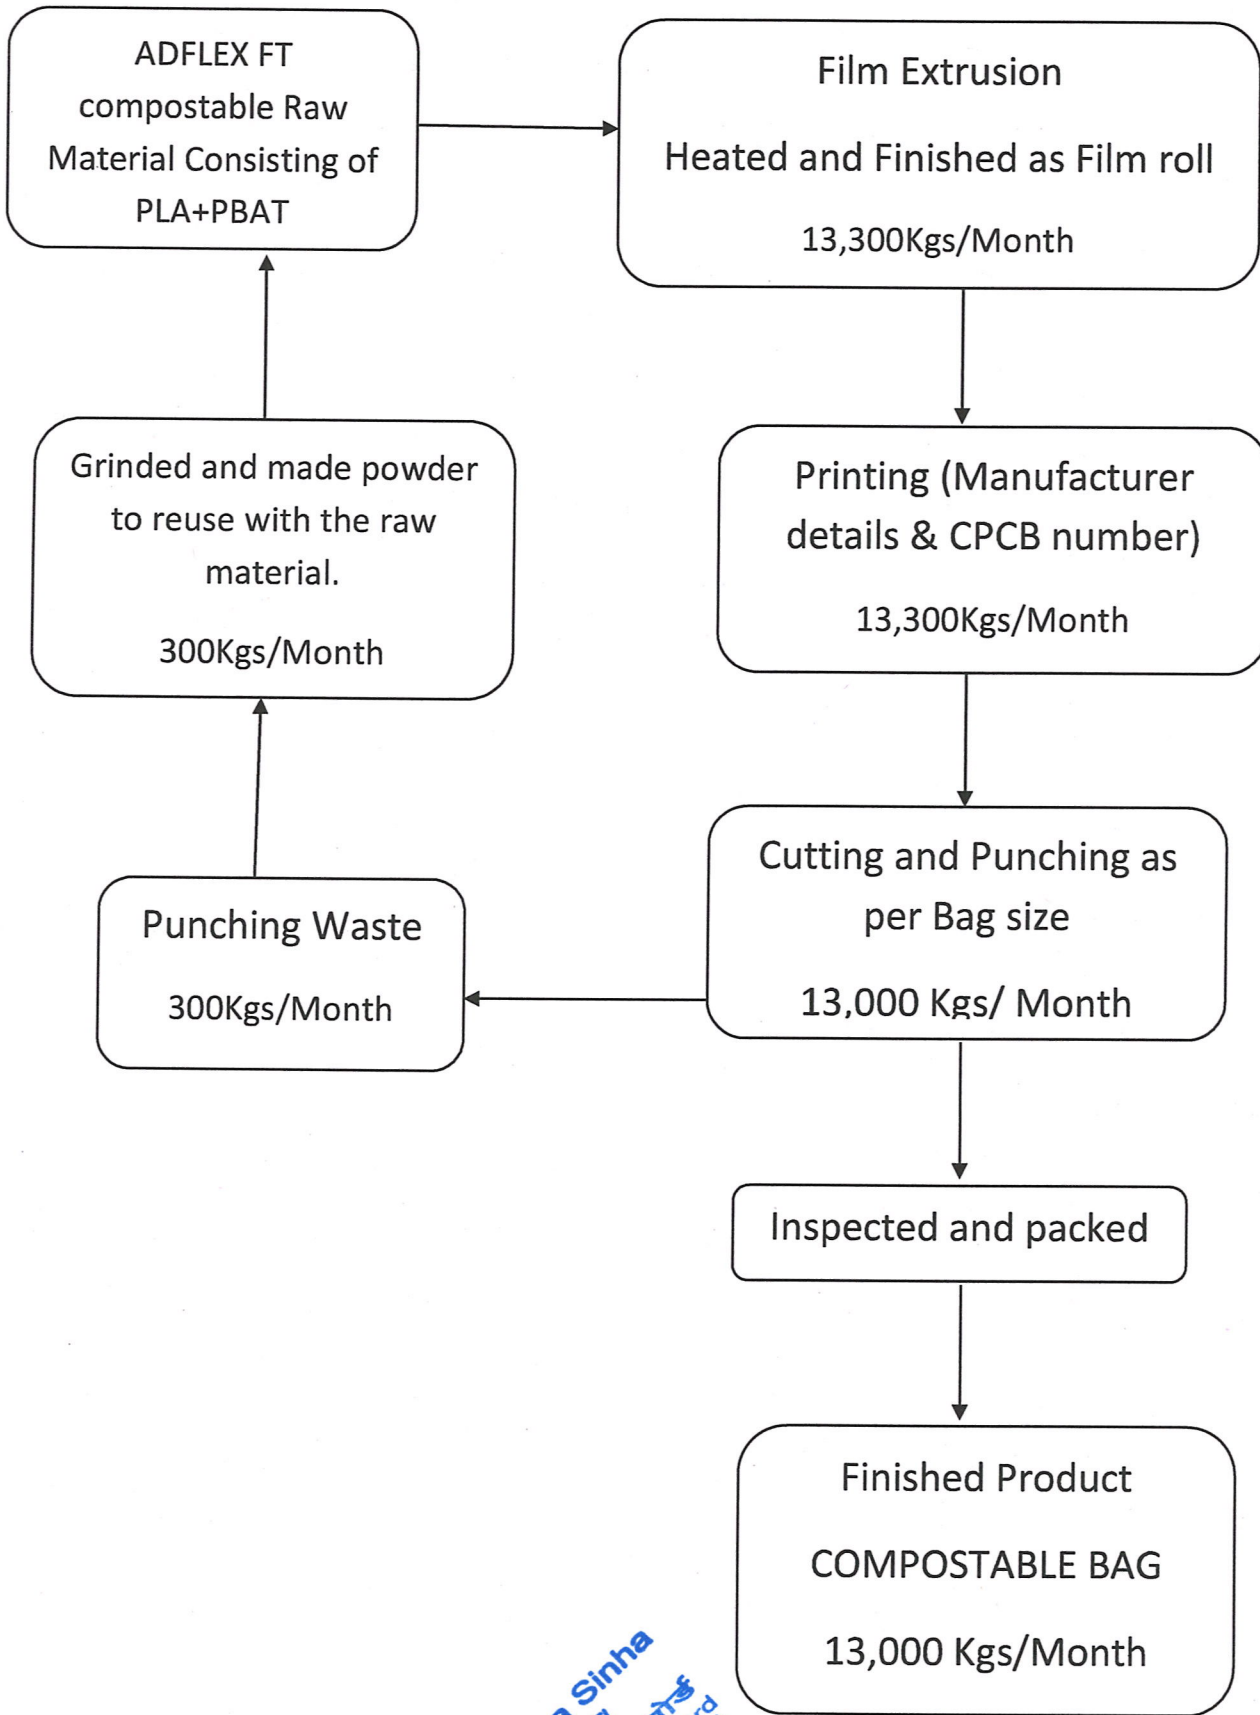 ADFLEX FT
compostable Raw
Material Consisting of
PLA+PBAT
Film Extrusion
Heated and Finished as Film roll
13,300Kgs/Month
Grinded and made powder
to reuse with the raw
material.
300Kgs/Month
Printing (Manufacturer
details & CPCB number)
13,300Kgs/Month
Punching Waste
300Kgs/Month
Cutting and Punching as
per Bag size
13,000 Kgs/ Month
Inspected and packed
Finished Product
COMPOSTABLE BAG
13,000 Kgs/Month
Sinha